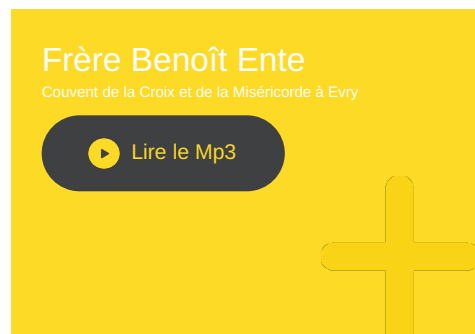 Frère Benoît Ente
Couvent de la Croix et de la Miséricorde à Evry
Lire le Mp3